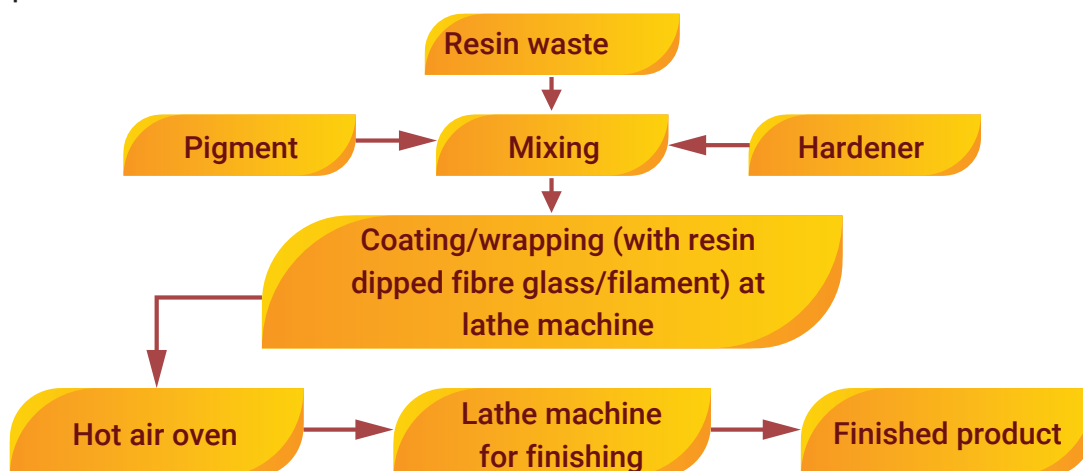 Resin waste
Pigment
Mixing
Hardener
Coating/wrapping (with resin
dipped fibre glass/filament) at
lathe machine
Hot air oven
Lathe machine
for finishing
Finished product